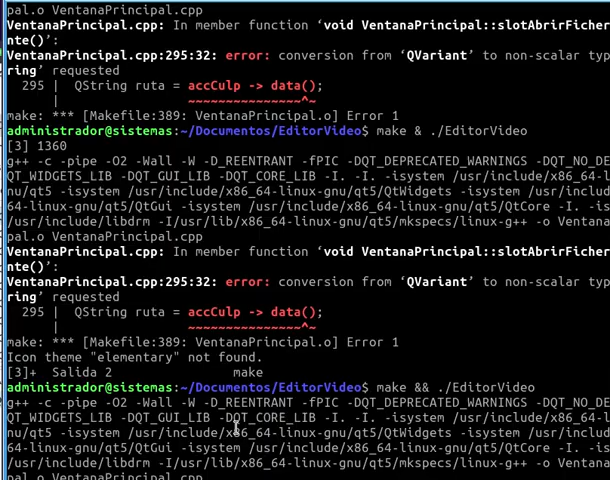 pal.o VentanaPrincipal.cpp
VentanaPrincipal.cpp: In member function ‘void VentanaPrincipal::slotAbrirFicher
nte()’:
VentanaPrincipal.cpp:295:32: error: conversion from ‘QVariant’ to non-scalar typ
ring’ requested
295 | QString ruta = accCulp -> data();
| ~~~~~~~~~~~~~~~^~
make: *** [Makefile:389: VentanaPrincipal.o] Error 1
administrador@sistemas:~/Documentos/EditorVideo$ make & ./EditorVideo
[3] 1360
g++ -c -pipe -O2 -Wall -W -D_REENTRANT -fPIC -DQT_DEPRECATED_WARNINGS -DQT_NO_DE
QT_WIDGETS_LIB -DQT_GUI_LIB -DQT_CORE_LIB -I. -I. -isystem /usr/include/x86_64-l
nu/qt5 -isystem /usr/include/x86_64-linux-gnu/qt5/QtWidgets -isystem /usr/includ
64-linux-gnu/qt5/QtGui -isystem /usr/include/x86_64-linux-gnu/qt5/QtCore -I. -is
/usr/include/libdrm -I/usr/lib/x86_64-linux-gnu/qt5/mkspecs/linux-g++ -o Ventana
pal.o VentanaPrincipal.cpp
VentanaPrincipal.cpp: In member function ‘void VentanaPrincipal::slotAbrirFicher
nte()’:
VentanaPrincipal.cpp:295:32: error: conversion from ‘QVariant’ to non-scalar typ
ring’ requested
295 | QString ruta = accCulp -> data();
| ~~~~~~~~~~~~~~~^~
make: *** [Makefile:389: VentanaPrincipal.o] Error 1
Icon theme "elementary" not found.
[3]+ Salida 2 make
administrador@sistemas:~/Documentos/EditorVideo$ make && ./EditorVideo
g++ -c -pipe -O2 -Wall -W -D_REENTRANT -fPIC -DQT_DEPRECATED_WARNINGS -DQT_NO_DE
QT_WIDGETS_LIB -DQT_GUI_LIB -DQT_CORE_LIB -I. -I. -isystem /usr/include/x86_64-l
nu/qt5 -isystem /usr/include/x86_64-linux-gnu/qt5/QtWidgets -isystem /usr/includ
64-linux-gnu/qt5/QtGui -isystem /usr/include/x86_64-linux-gnu/qt5/QtCore -I. -is
/usr/include/libdrm -I/usr/lib/x86_64-linux-gnu/qt5/mkspecs/linux-g++ -o Ventana
pal.o VentanaPrincipal.cpp